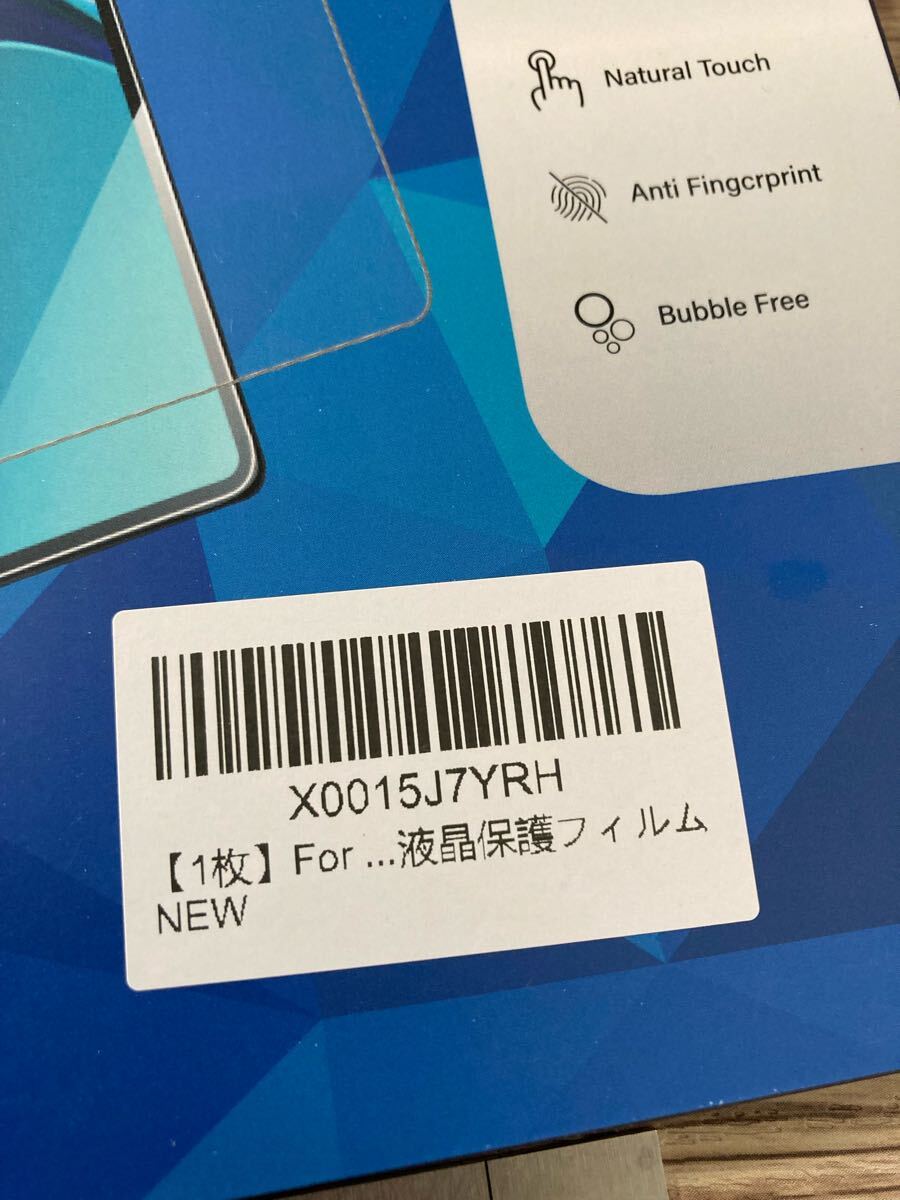 Natural Touch
Anti Fingcrprint
Bubble Free
X0015J7YRH
【1枚】For ...液晶保護フィルム
NEW